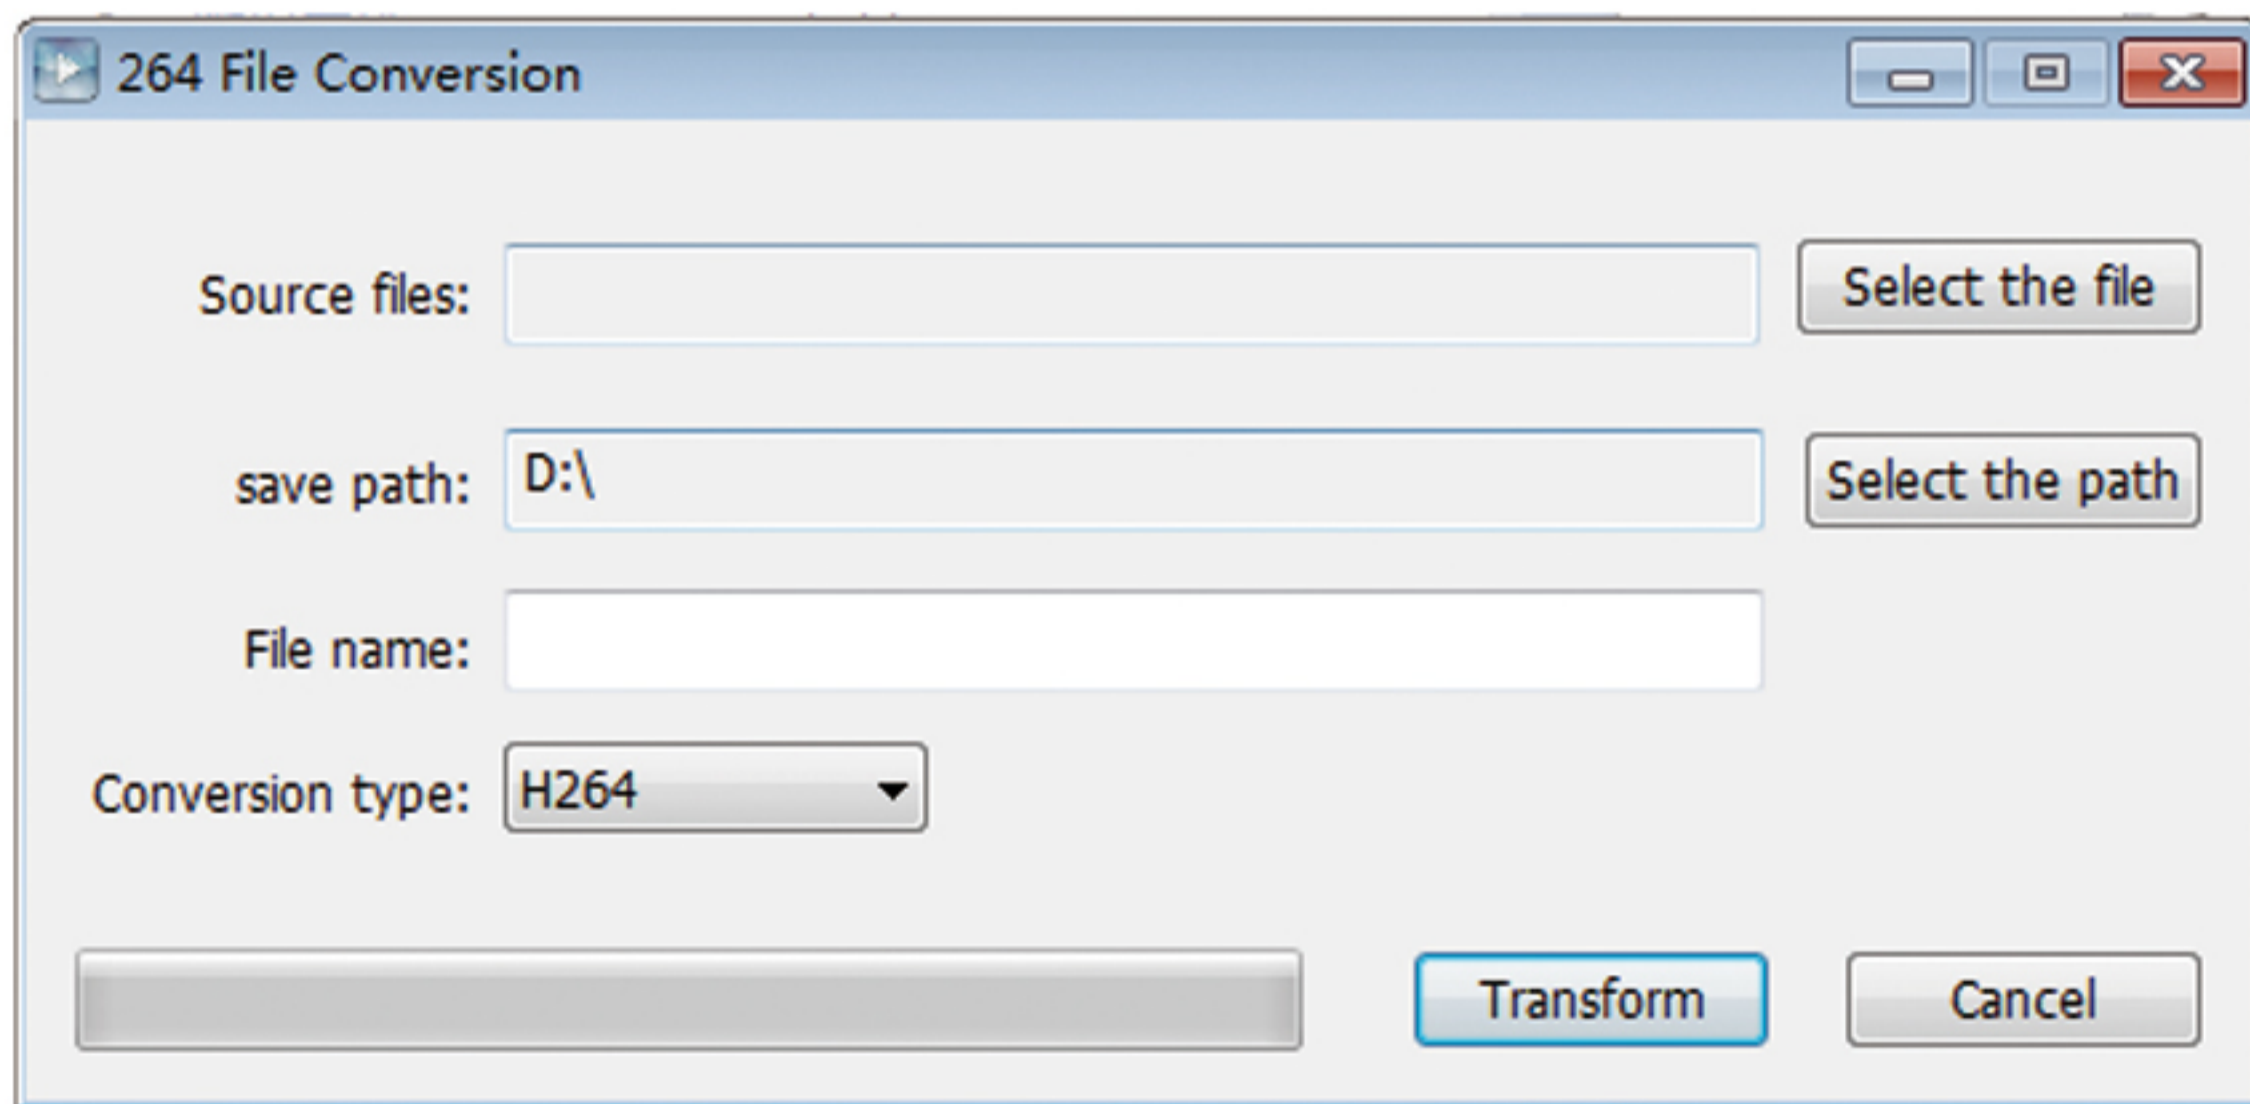 264 File Conversion
Source files:
Select the file
save path:
D:\
Select the path
File name:
Conversion type:
H264
Transform
Cancel